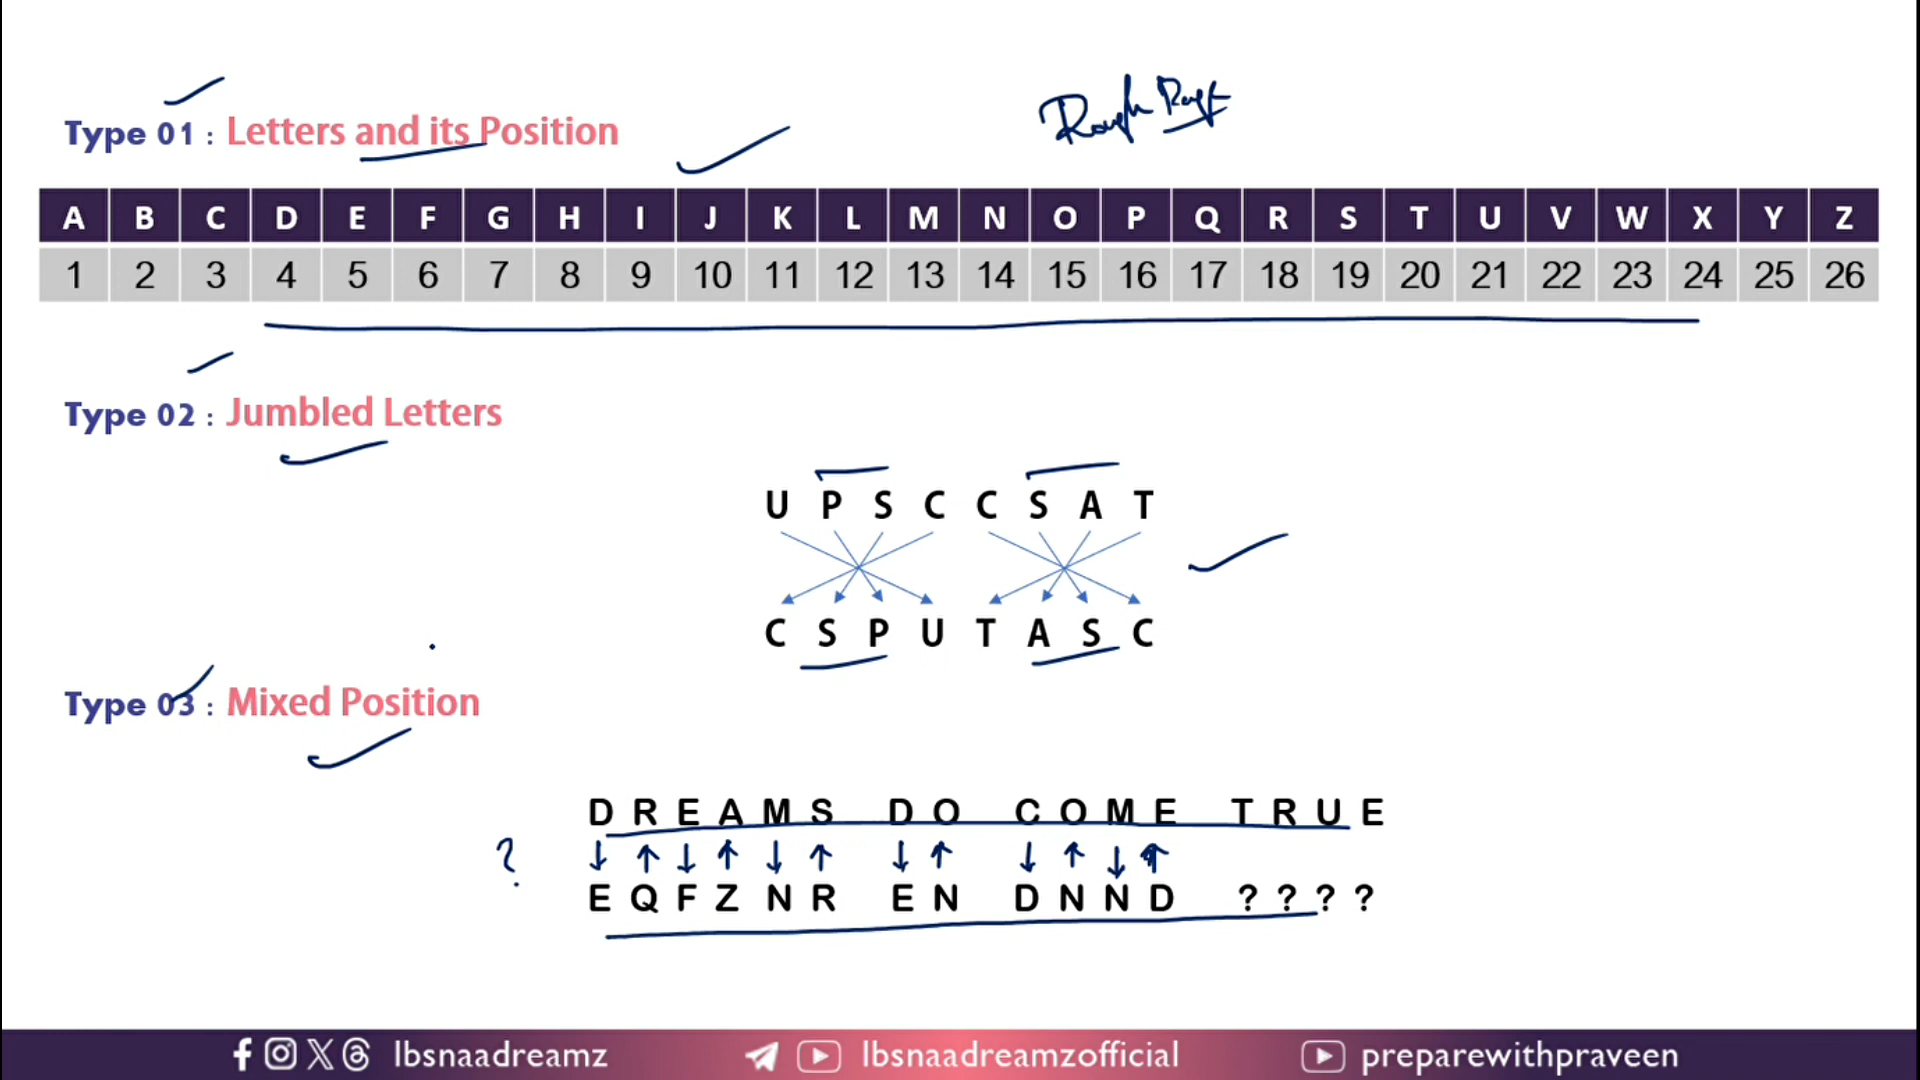 Rough Page
Type 01 : Letters and its Position
A B C D E F G H I J K L M N O P Q R S T U V W X Y Z
1 2 3 4 5 6 7 8 9 10 11 12 13 14 15 16 17 18 19 20 21 22 23 24 25 26
Type 02 : Jumbled Letters
U P S C C S A T
C S P U T A S C
Type 03 : Mixed Position
D R E A M S D O C O M E T R U E
?
E Q F Z N R E N D N N D ? ? ? ?
lbsnaadreamz lbsnaadreamzofficial preparewithpraveen